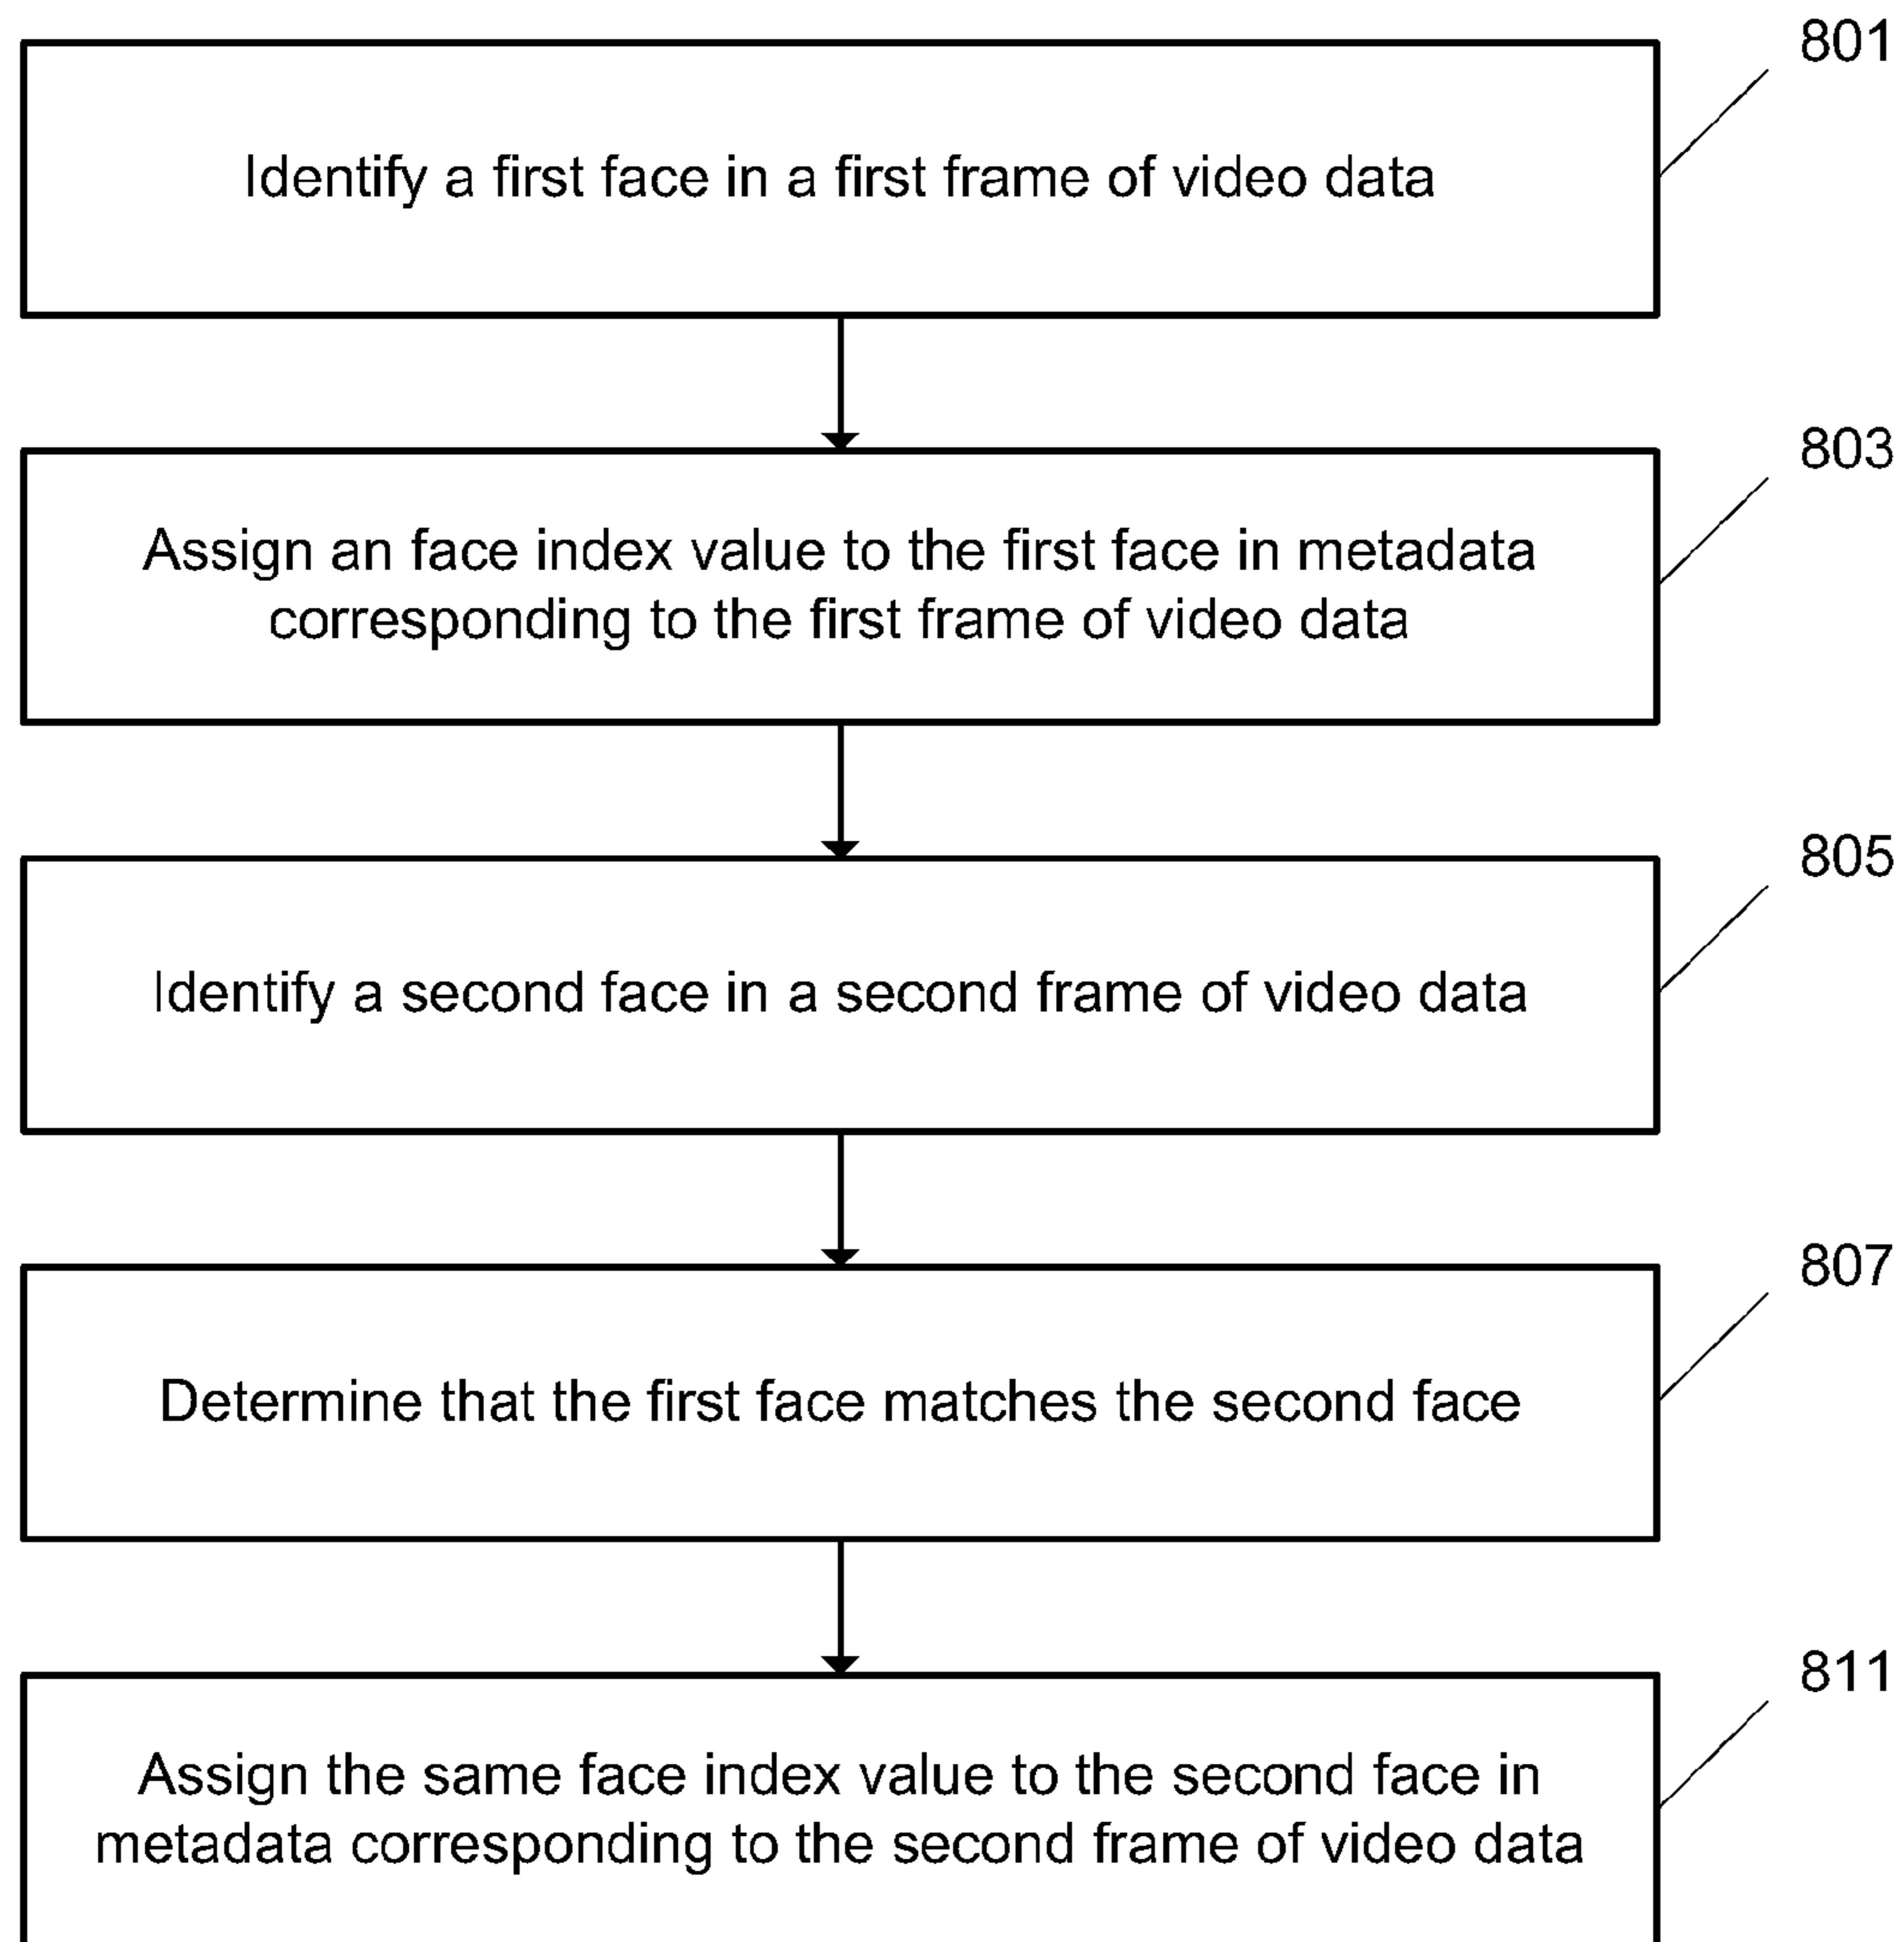 801
Identify a first face in a first frame of video data
803
Assign an face index value to the first face in metadata
corresponding to the first frame of video data
805
Identify a second face in a second frame of video data
807
Determine that the first face matches the second face
811
Assign the same face index value to the second face in
metadata corresponding to the second frame of video data